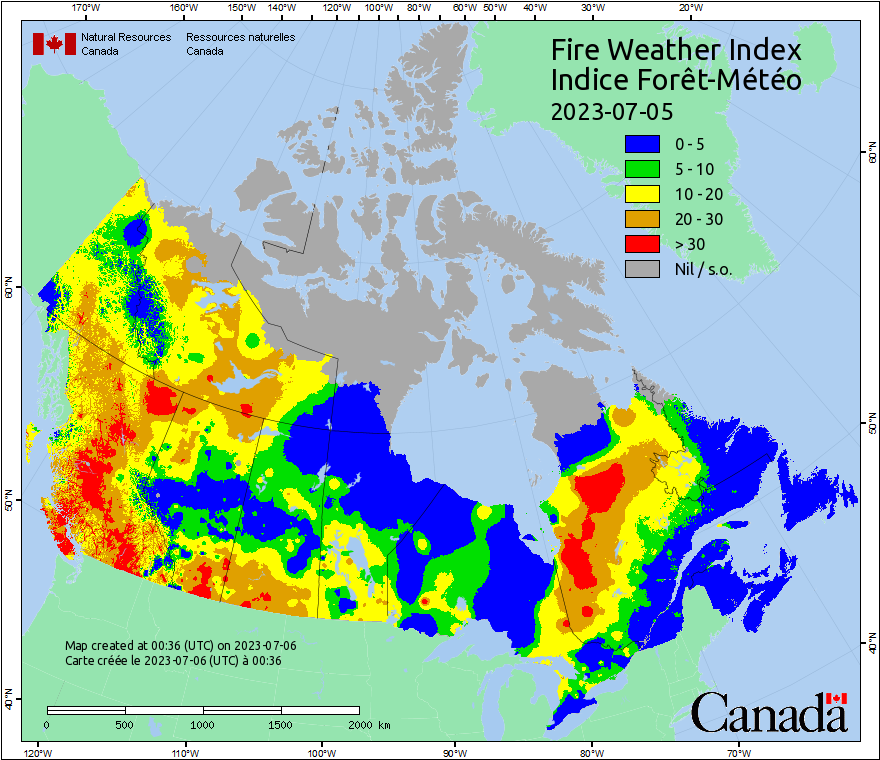 170°W 160°W 150°W 140°W 130°W 120°W 110°W 100°W 90°W 80°W 70°W 60°W 50°W 40°W 30°W 20°W
Natural Resources Ressources naturelles
Canada Canada
Fire Weather Index
Indice Forêt-Météo
2023-07-05
0 - 5
5 - 10
10 - 20
20 - 30
> 30
Nil / s.o.
60°N 60°N
50°N 50°N
40°N 40°N
Map created at 00:36 (UTC) on 2023-07-06
Carte créée le 2023-07-06 (UTC) à 00:36
0 500 1000 1500 2000 km
Canada
120°W 110°W 100°W 90°W 80°W 70°W